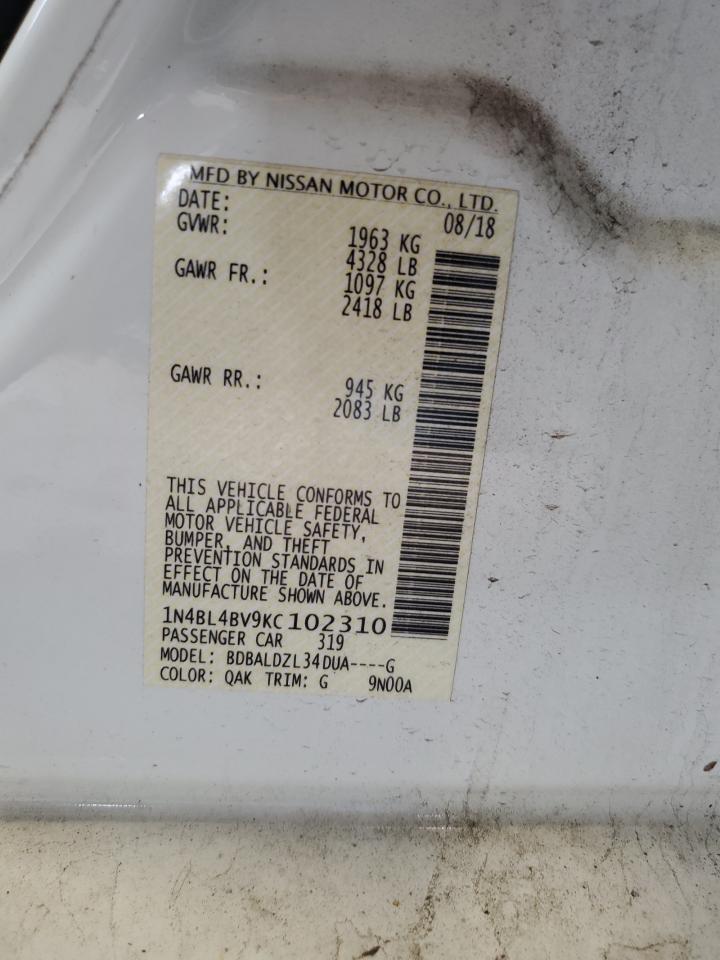 MFD BY NISSAN MOTOR CO., LTD.
DATE: 08/18
GVWR: 1963 KG
4328 LB
GAWR FR.: 1097 KG
2418 LB
GAWR RR.: 945 KG
2083 LB
THIS VEHICLE CONFORMS TO
ALL APPLICABLE FEDERAL
MOTOR VEHICLE SAFETY,
BUMPER, AND THEFT
PREVENTION STANDARDS IN
EFFECT ON THE DATE OF
MANUFACTURE SHOWN ABOVE.
1N4BL4BV9KC102310
PASSENGER CAR 319
MODEL: BDBALDZL34DUA----G
COLOR: QAK TRIM: G 9N00A